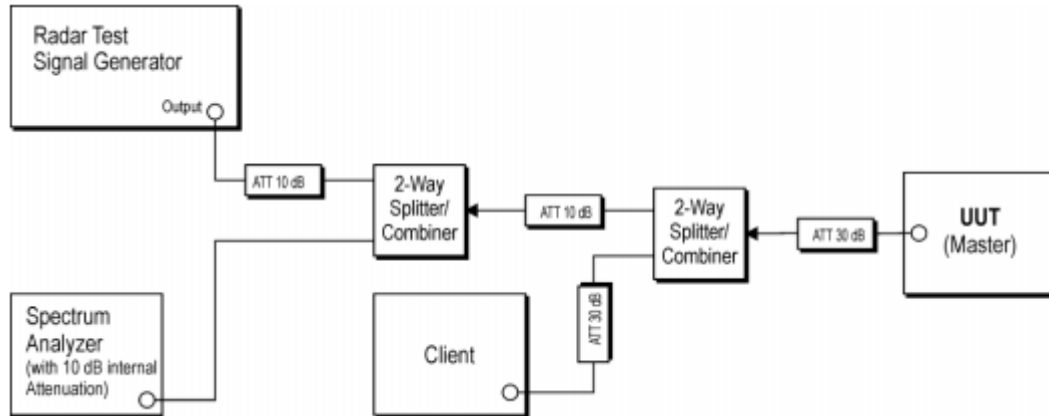 Radar Test
Signal Generator
Output
ATT 10 dB
2-Way
Splitter/
Combiner
ATT 10 dB
2-Way
Splitter/
Combiner
ATT 30 dB
UUT
(Master)
Spectrum
Analyzer
(with 10 dB internal
Attenuation)
Client
ATT 30 dB